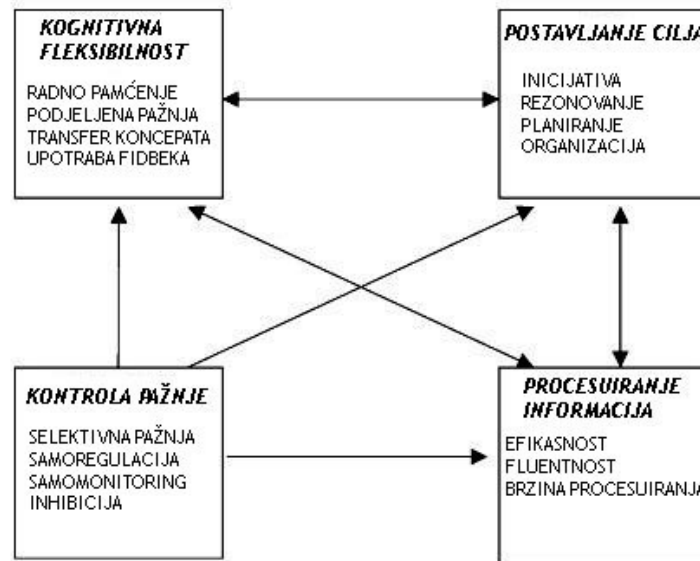 KOGNITIVNA
FLEKSIBILNOST
RADNO PAMĆENJE
PODJELJENA PAŽNJA
TRANSFER KONCEPATA
UPOTRABA FIDBEKA
POSTAVLJANJE CILJA
INICIJATIVA
REZONOVANJE
PLANIRANJE
ORGANIZACIJA
KONTROLA PAŽNJE
SELEKTIVNA PAŽNJA
SAMOREGULACIJA
SAMOMONITORING
INHIBICIJA
PROCESUIRANJE
INFORMACIJA
EFIKASNOST
FLUENTNOST
BRZINA PROCESUIRANJA